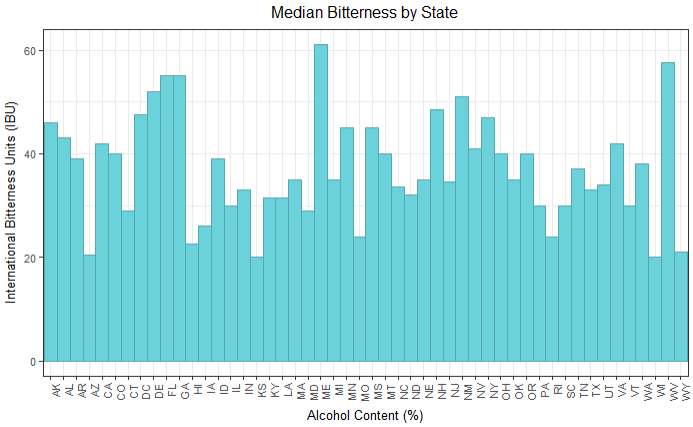 Median Bitterness by State
International Bitterness Units (IBU)
60
40
20
0
AK AL AR AZ CA CO CT DC DE FL GA HI IA ID IL IN KS KY LA MA MD ME MI MN MO MS MT NC ND NE NH NJ NM NV NY OH OK OR PA RI SC TN TX UT VA VT WA WI WV WY
Alcohol Content (%)